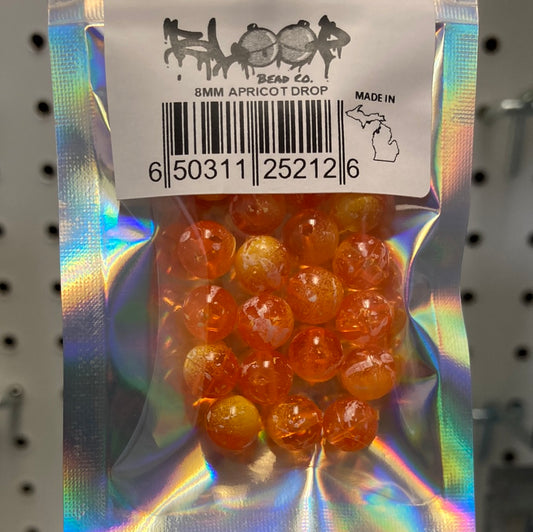 BLOOP
BEAD CO.
8MM APRICOT DROP
MADE IN
6 50311 25212 6